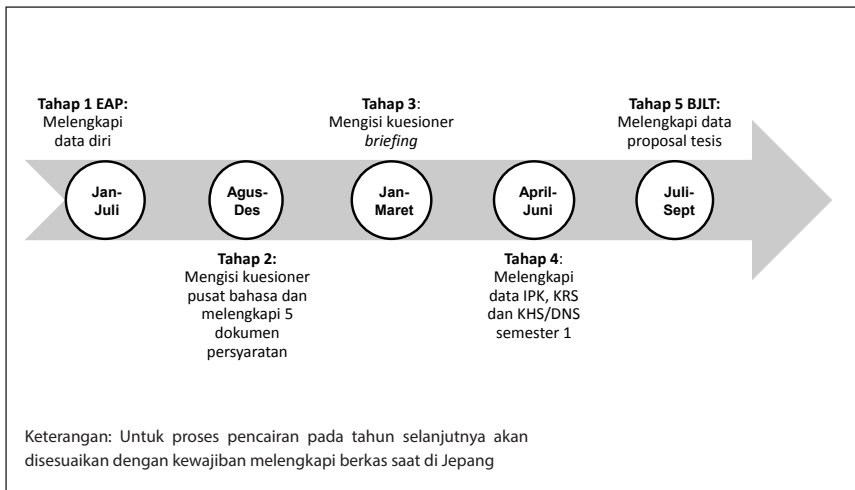 Tahap 1 EAP:
Melengkapi
data diri
Jan-
Juli
Agus-
Des
Tahap 2:
Mengisi kuesioner
pusat bahasa dan
melengkapi 5
dokumen
persyaratan
Tahap 3:
Mengisi kuesioner
briefing
Jan-
Maret
April-
Juni
Tahap 4:
Melengkapi
data IPK, KRS
dan KHS/DNS
semester 1
Tahap 5 BJLT:
Melengkapi data
proposal tesis
Juli-
Sept
Keterangan: Untuk proses pencairan pada tahun selanjutnya akan
disesuaikan dengan kewajiban melengkapi berkas saat di Jepang